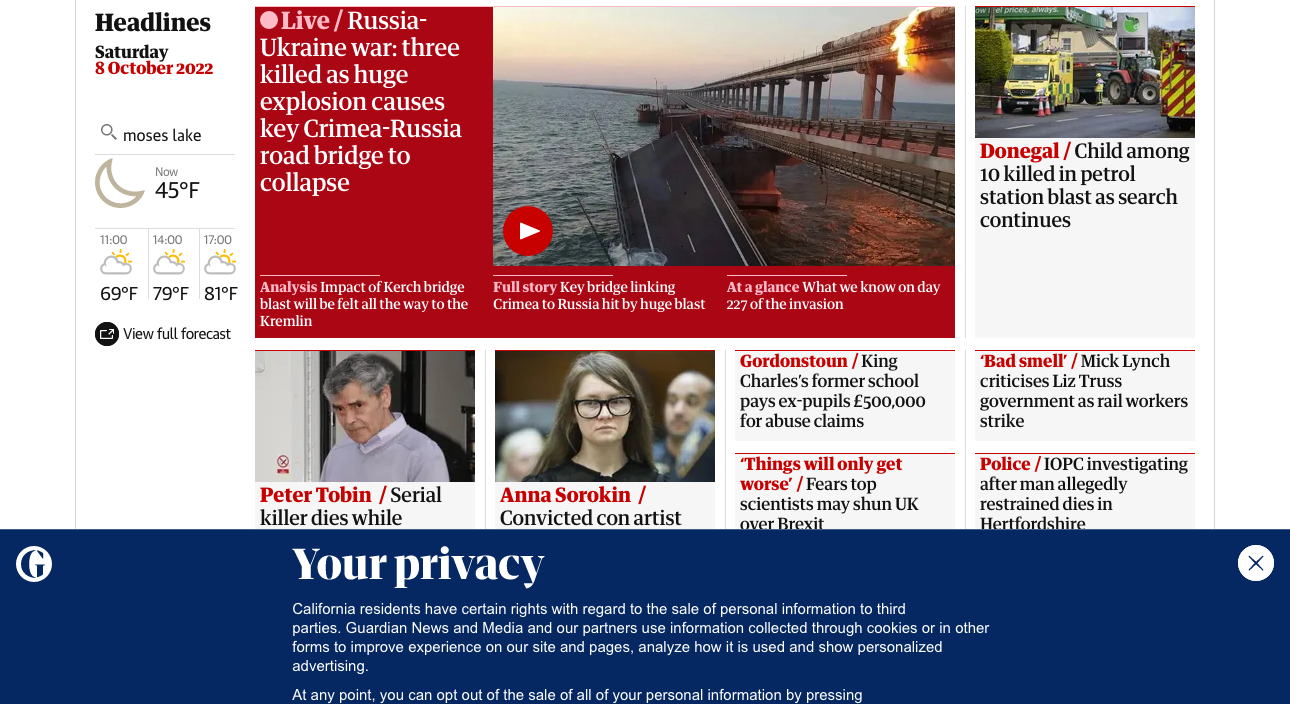 Headlines
Saturday
8 October 2022
moses lake
Now
45°F
11:00
14:00
17:00
69°F
79°F
81°F
View full forecast
Live / Russia-
Ukraine war: three
killed as huge
explosion causes
key Crimea-Russia
road bridge to
collapse
Analysis Impact of Kerch bridge
blast will be felt all the way to the
Kremlin
Full story Key bridge linking
Crimea to Russia hit by huge blast
At a glance What we know on day
227 of the invasion
fuel prices, always.
Donegal / Child among
10 killed in petrol
station blast as search
continues
Peter Tobin / Serial
killer dies while
Anna Sorokin /
Convicted con artist
Gordonstoun / King
Charles’s former school
pays ex-pupils £500,000
for abuse claims
‘Things will only get
worse’ / Fears top
scientists may shun UK
over Brexit
‘Bad smell’ / Mick Lynch
criticises Liz Truss
government as rail workers
strike
Police / IOPC investigating
after man allegedly
restrained dies in
Hertfordshire
G
Your privacy
California residents have certain rights with regard to the sale of personal information to third
parties. Guardian News and Media and our partners use information collected through cookies or in other
forms to improve experience on our site and pages, analyze how it is used and show personalized
advertising.
At any point, you can opt out of the sale of all of your personal information by pressing